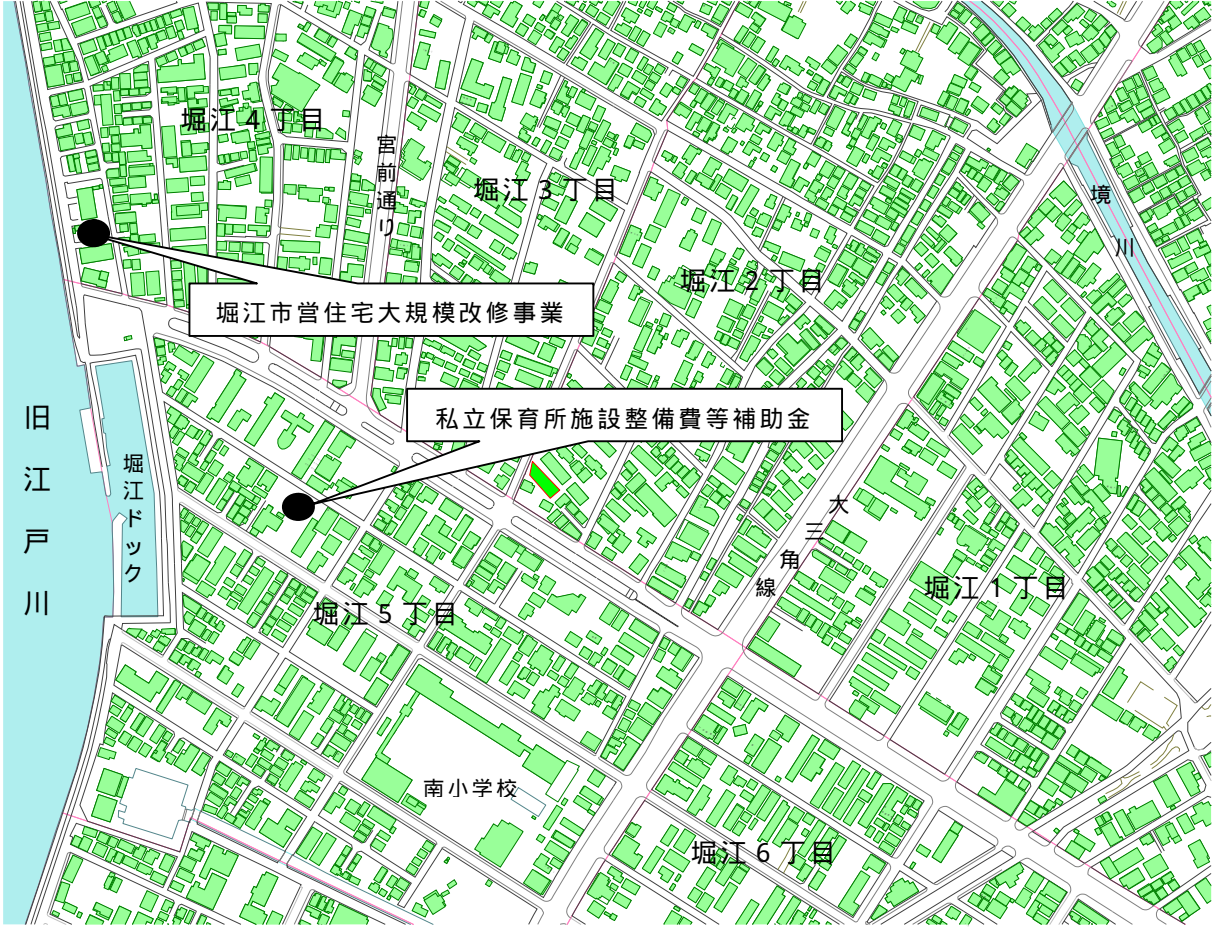 堀江4丁目
宮前通り
堀江3丁目
境川
堀江2丁目
堀江市営住宅大規模改修事業
私立保育所施設整備費等補助金
旧江戸川
堀江ドック
大三角線
堀江1丁目
堀江5丁目
南小学校
堀江6丁目